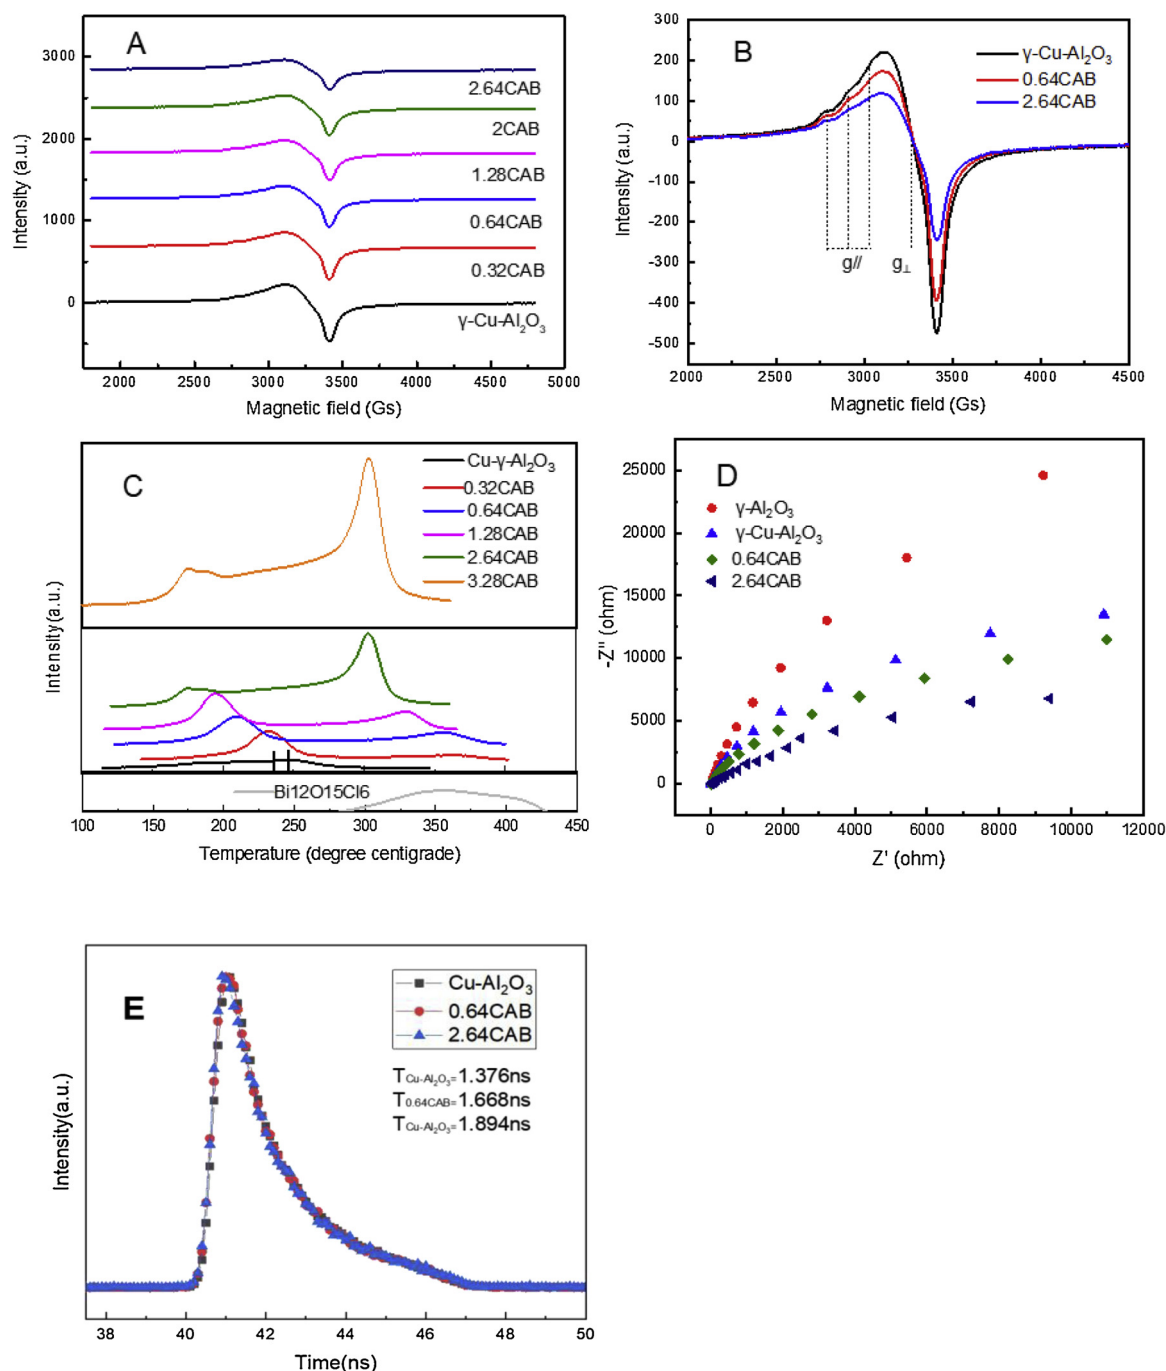 A
3000
2000
1000
0
Intensity (a.u.)
2.64CAB
2CAB
1.28CAB
0.64CAB
0.32CAB
γ-Cu-Al₂O₃
2000 2500 3000 3500 4000 4500 5000
Magnetic field (Gs)
B
300
200
100
0
-100
-200
-300
-400
-500
Intensity (a.u.)
γ-Cu-Al₂O₃
0.64CAB
2.64CAB
g//
g⊥
2000 2500 3000 3500 4000 4500
Magnetic field (Gs)
C
Intensity(a.u.)
Cu-γ-Al₂O₃
0.32CAB
0.64CAB
1.28CAB
2.64CAB
3.28CAB
Bi12O15Cl6
100 150 200 250 300 350 400 450
Temperature (degree centigrade)
D
25000
20000
15000
10000
5000
0
-Z'' (ohm)
γ-Al₂O₃
γ-Cu-Al₂O₃
0.64CAB
2.64CAB
0 2000 4000 6000 8000 10000 12000
Z' (ohm)
E
Intensity(a.u.)
Cu-Al₂O₃
0.64CAB
2.64CAB
T Cu-Al₂O₃=1.376ns
T 0.64CAB=1.668ns
T Cu-Al₂O₃=1.894ns
38 40 42 44 46 48 50
Time(ns)